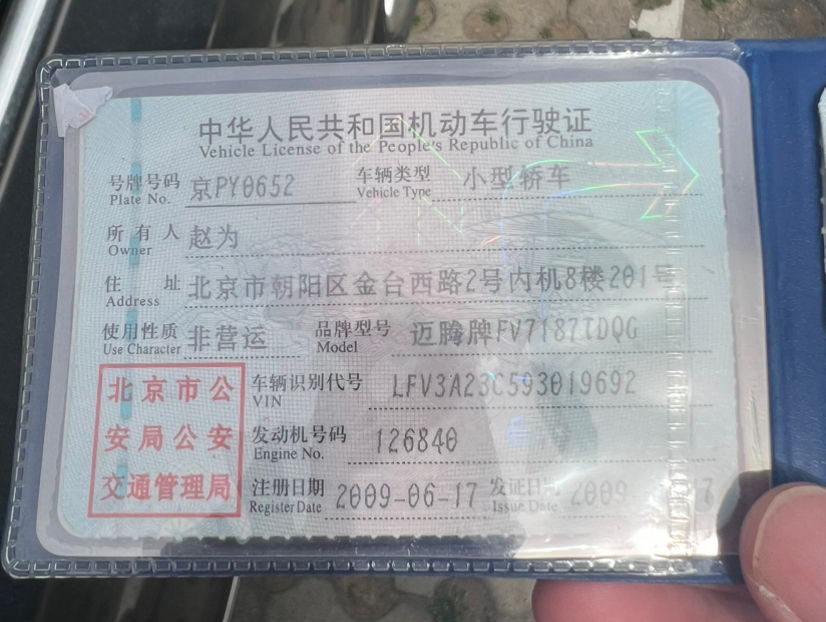 中华人民共和国机动车行驶证
Vehicle License of the People's Republic of China
号牌号码 京PY0652 车辆类型 小型轿车
Plate No. Vehicle Type
所有人 赵为
Owner
住址 北京市朝阳区金台西路2号内机8楼201号
Address
使用性质 非营运 品牌型号 迈腾牌FV7187TDQG
Use Character Model
北京市公
安局公安
交通管理局
车辆识别代号 LFV3A23C593019692
VIN
发动机号码 126840
Engine No.
注册日期 2009-06-17 发证日期 2009
Register Date Issue Date